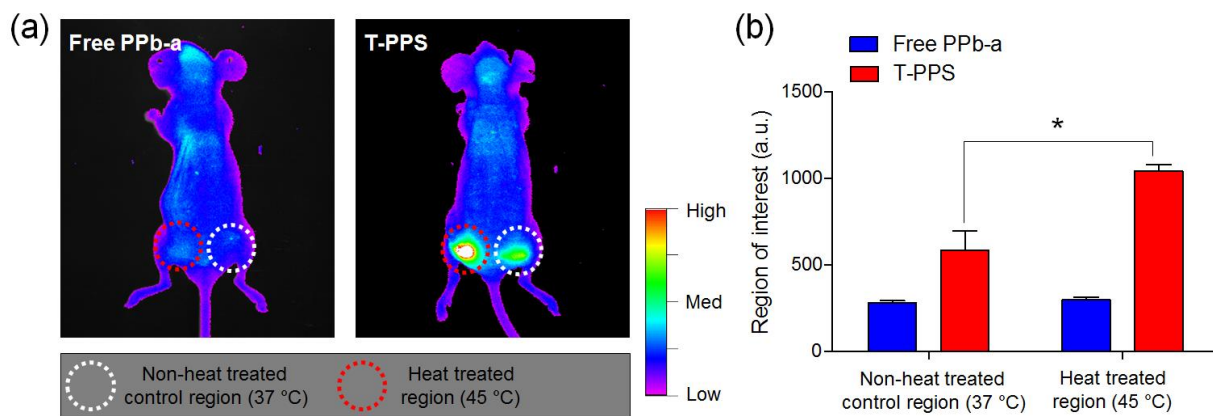 (a)
Free PPb-a
T-PPS
High
Med
Low
Non-heat treated
control region (37 °C)
Heat treated
region (45 °C)
(b)
Free PPb-a
T-PPS
Region of interest (a.u.)
1500
1000
500
0
*
Non-heat treated
control region (37 °C)
Heat treated
region (45 °C)